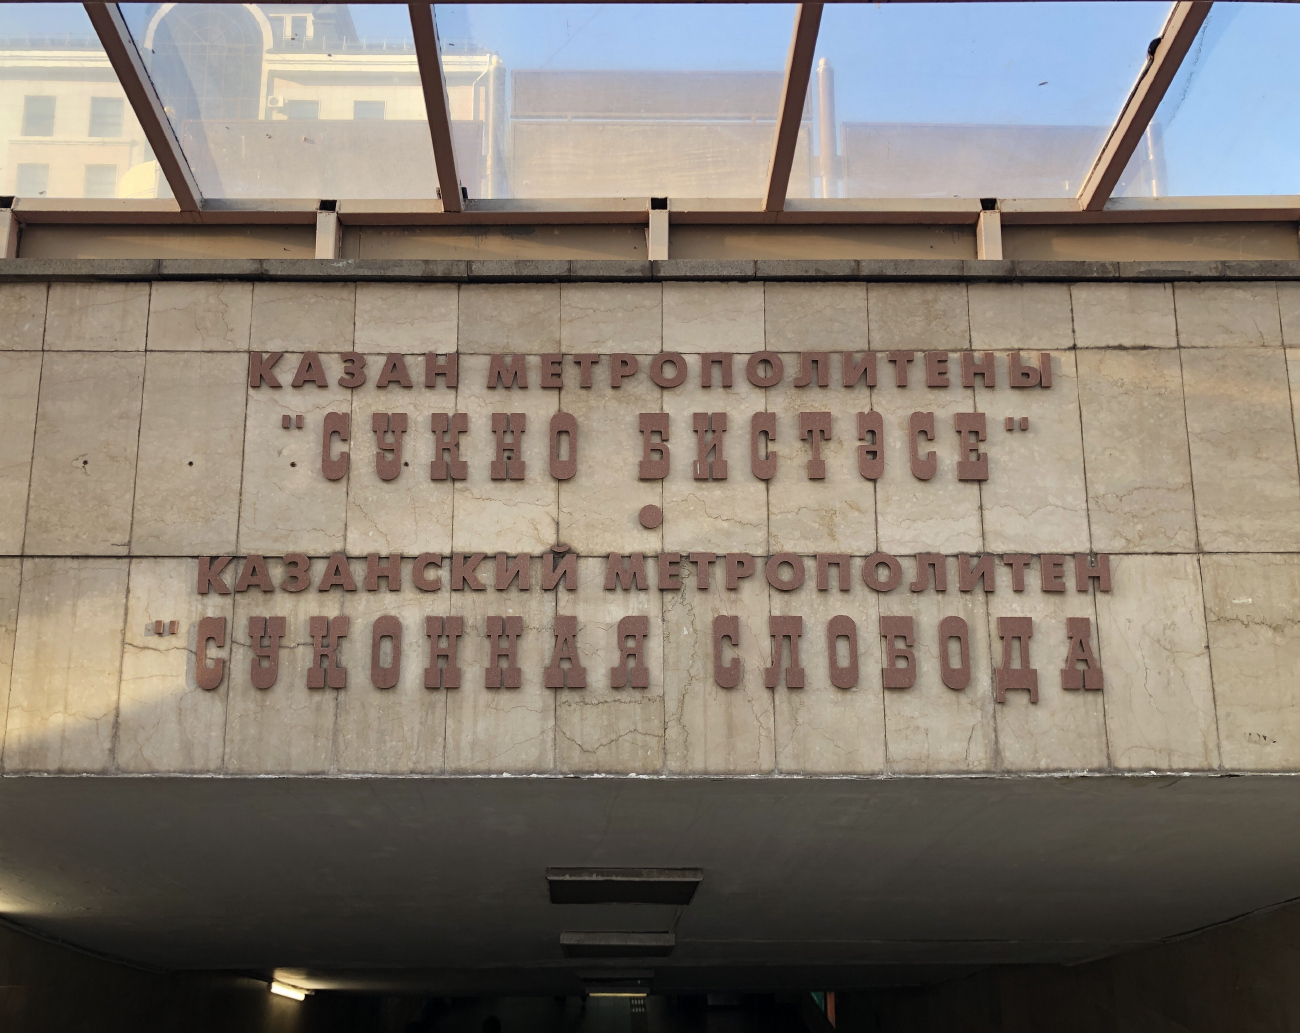 КАЗАН МЕТРОПОЛИТЕНЫ
"СУКНО БИСТӘСЕ"
•
КАЗАНСКИЙ МЕТРОПОЛИТЕН
"СУКОННАЯ СЛОБОДА